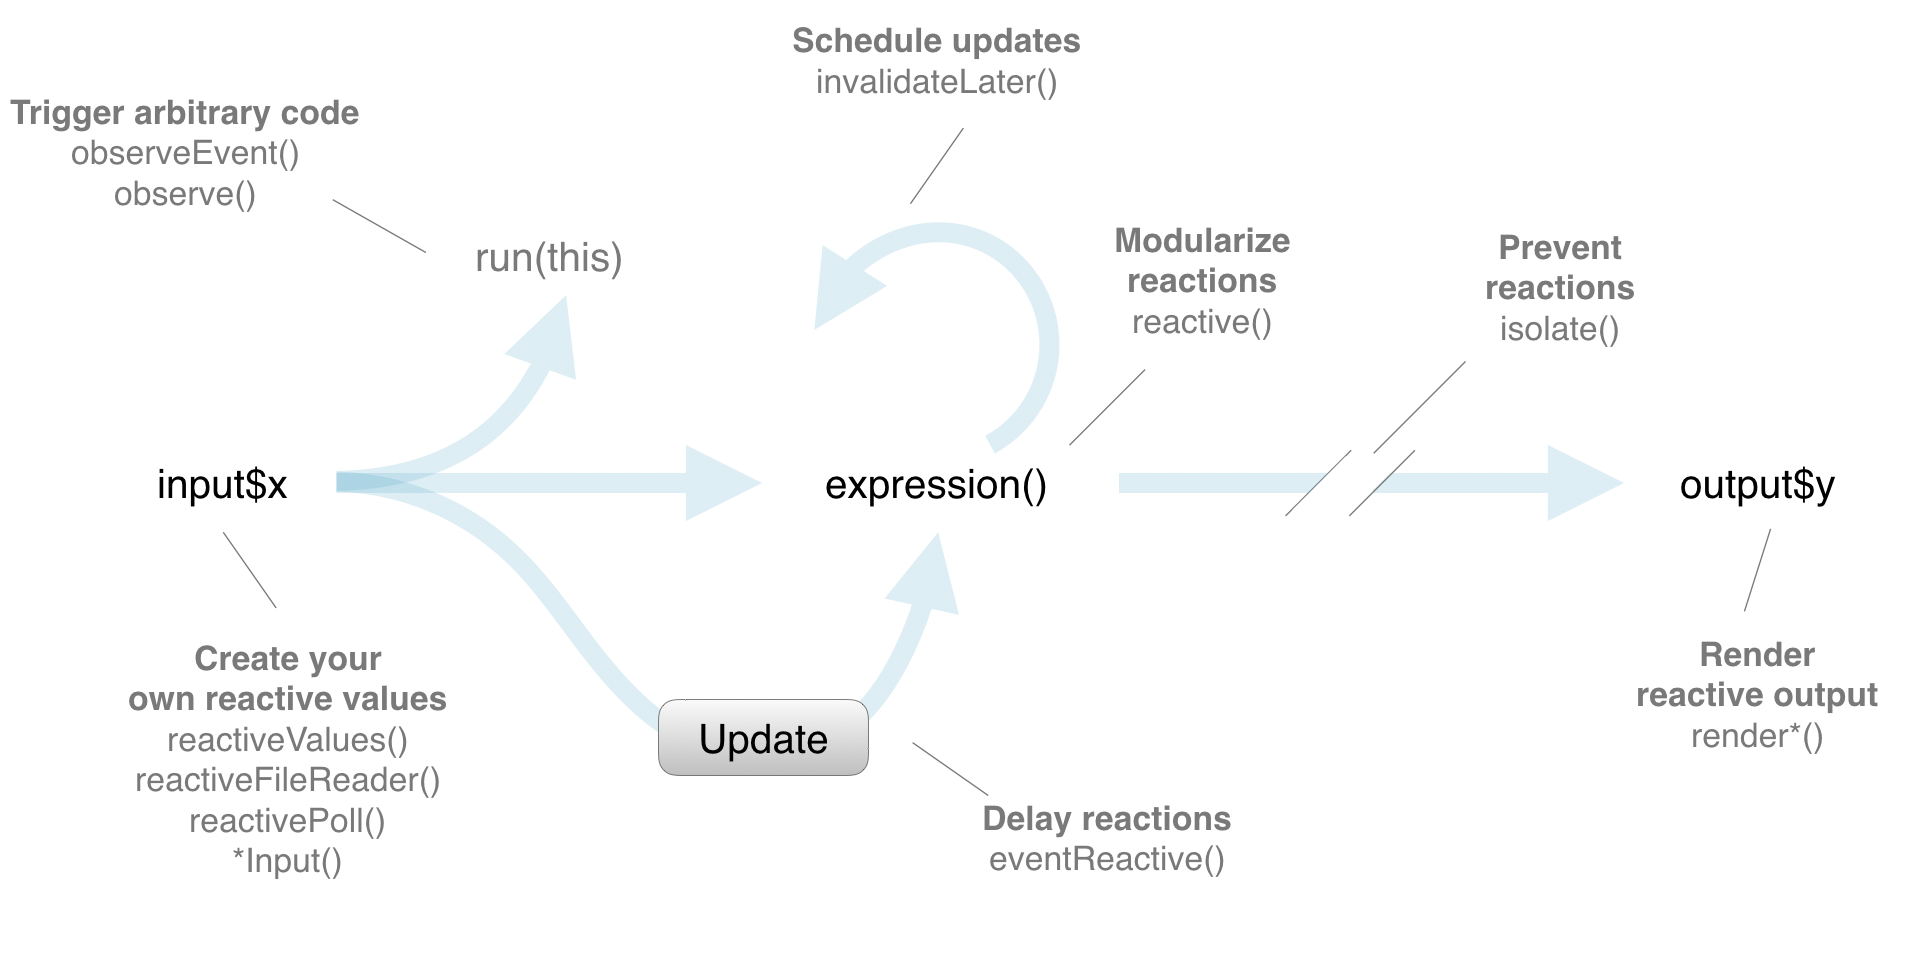 Schedule updates
invalidateLater()
Trigger arbitrary code
observeEvent()
observe()
run(this)
Modularize
reactions
reactive()
Prevent
reactions
isolate()
input$x
expression()
output$y
Create your
own reactive values
reactiveValues()
reactiveFileReader()
reactivePoll()
*Input()
Update
Delay reactions
eventReactive()
Render
reactive output
render*()